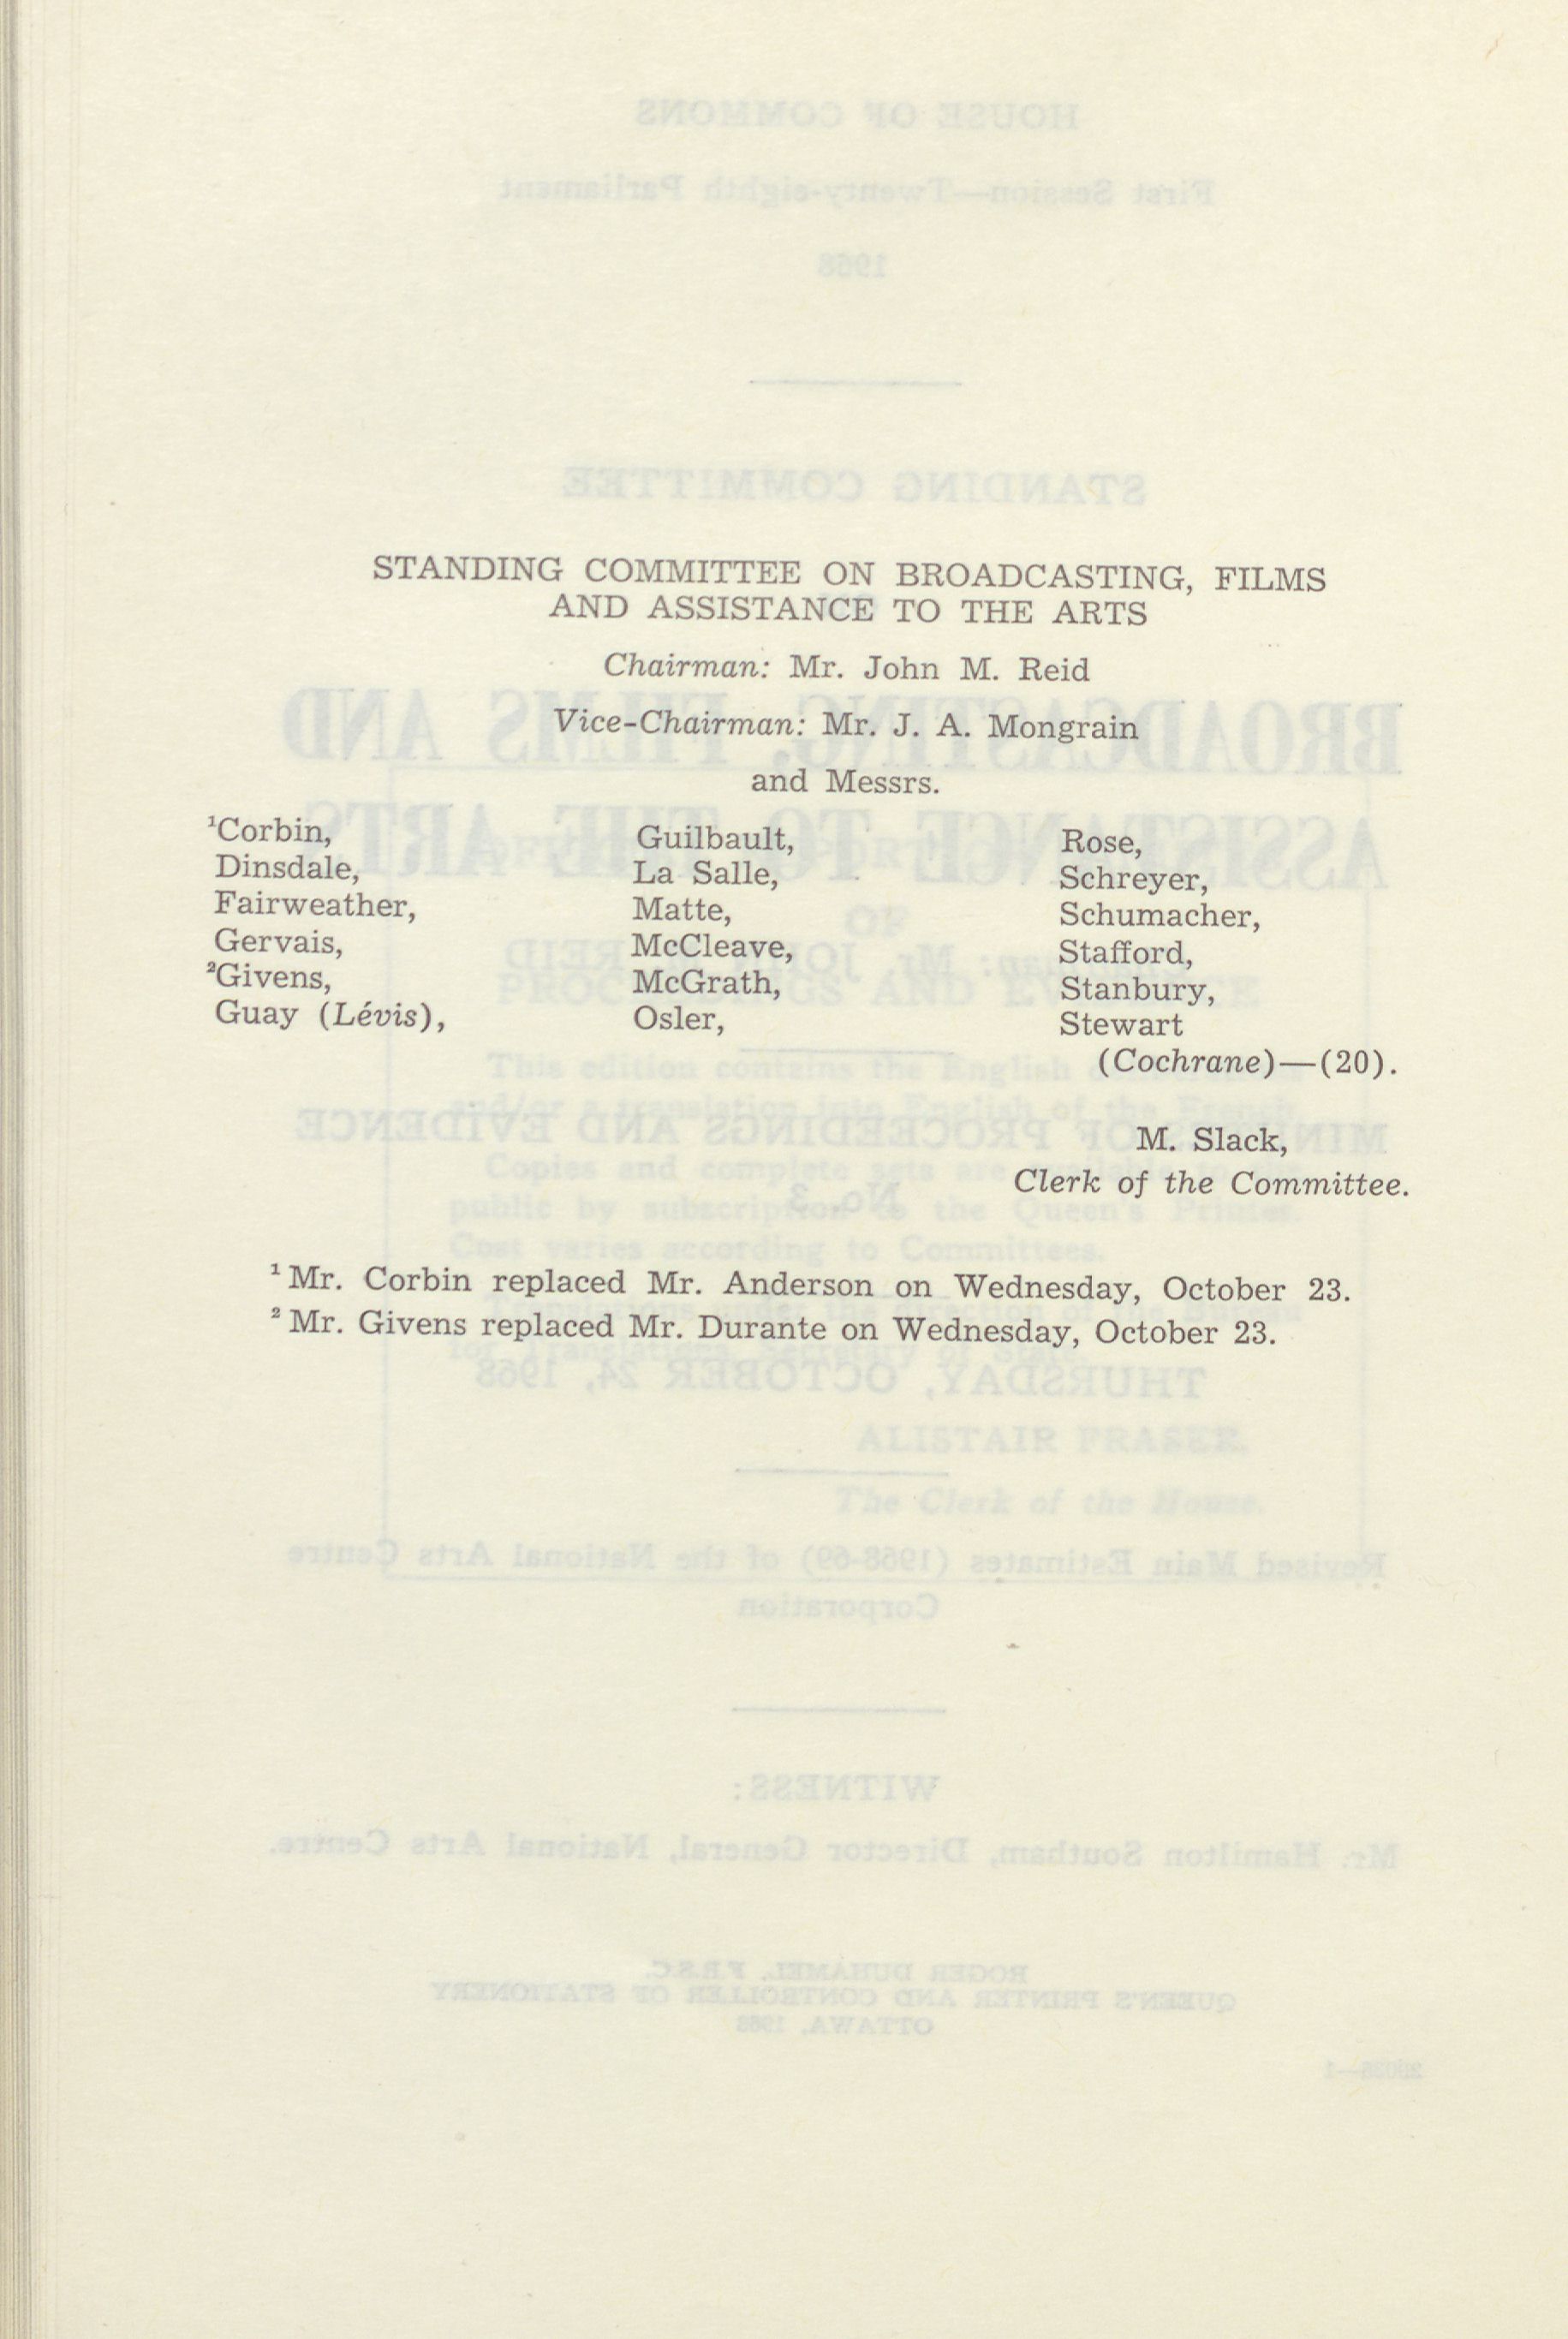 STANDING COMMITTEE ON BROADCASTING, FILMS
AND ASSISTANCE TO THE ARTS
Chairman: Mr. John M. Reid
Vice-Chairman: Mr. J. A. Mongrain
and Messrs.
¹Corbin,
Dinsdale,
Fairweather,
Gervais,
²Givens,
Guay (Lévis),
Guilbault,
La Salle,
Matte,
McCleave,
McGrath,
Osler,
Rose,
Schreyer,
Schumacher,
Stafford,
Stanbury,
Stewart
(Cochrane)—(20).
M. Slack,
Clerk of the Committee.
¹ Mr. Corbin replaced Mr. Anderson on Wednesday, October 23.
² Mr. Givens replaced Mr. Durante on Wednesday, October 23.